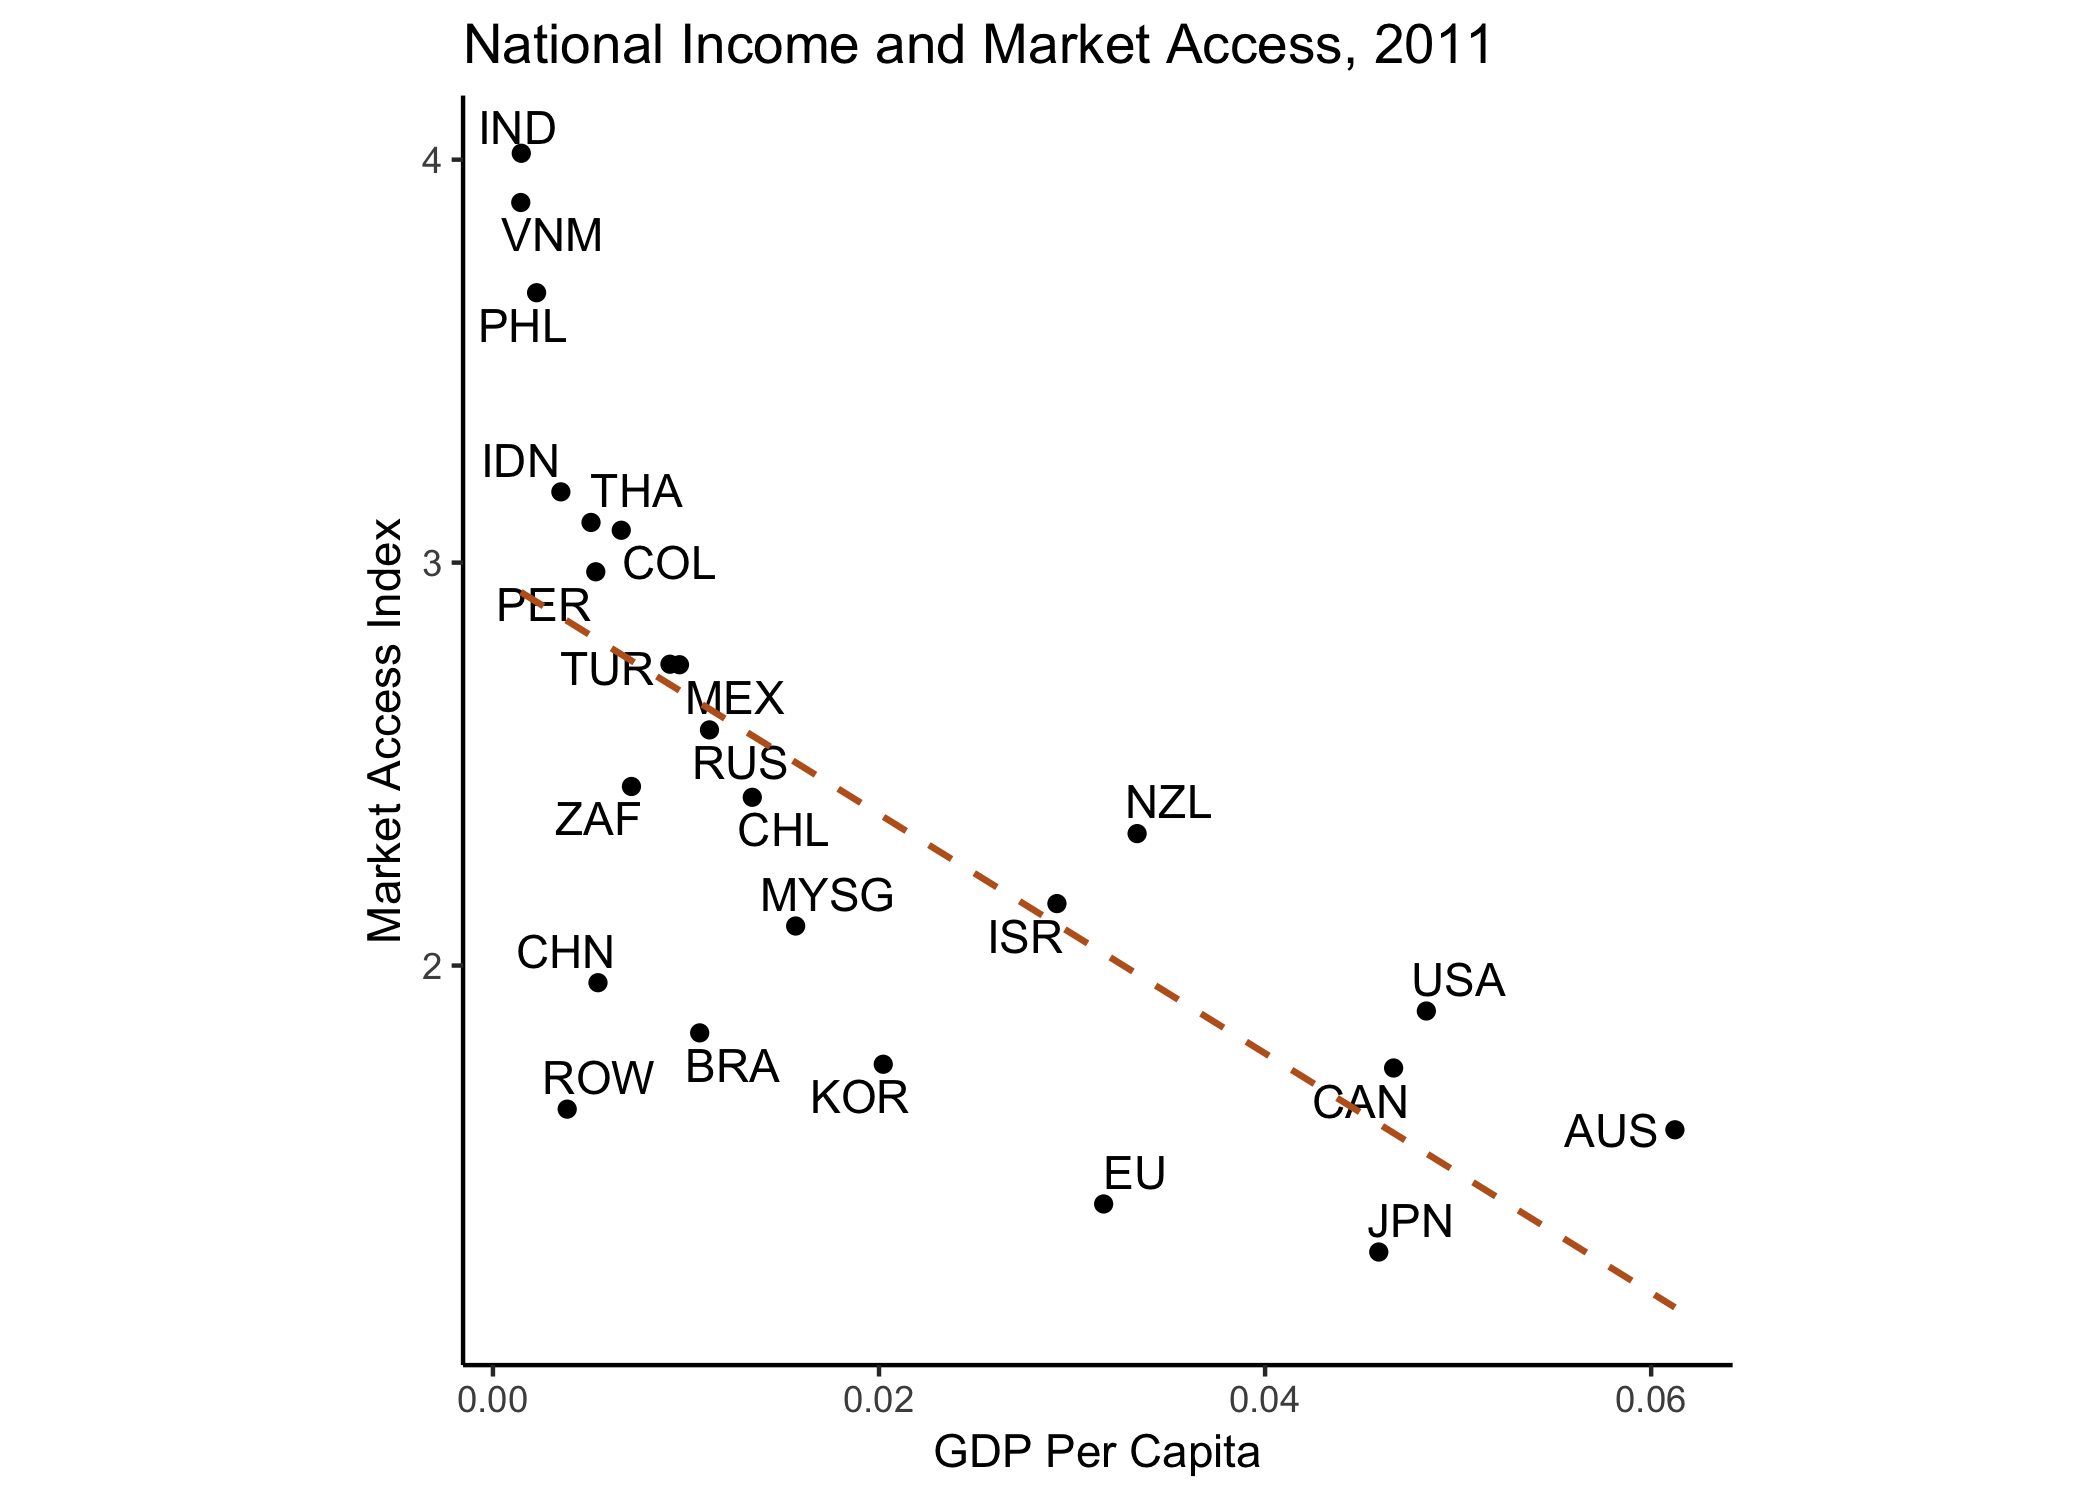 National Income and Market Access, 2011
IND
4
VNM
PHL
IDN
THA
Market Access Index
3
COL
PER
TUR
MEX
RUS
NZL
ZAF
CHL
MYSG
ISR
CHN
2
USA
BRA
ROW
KOR
CAN
AUS
EU
JPN
0.00 0.02 0.04 0.06
GDP Per Capita